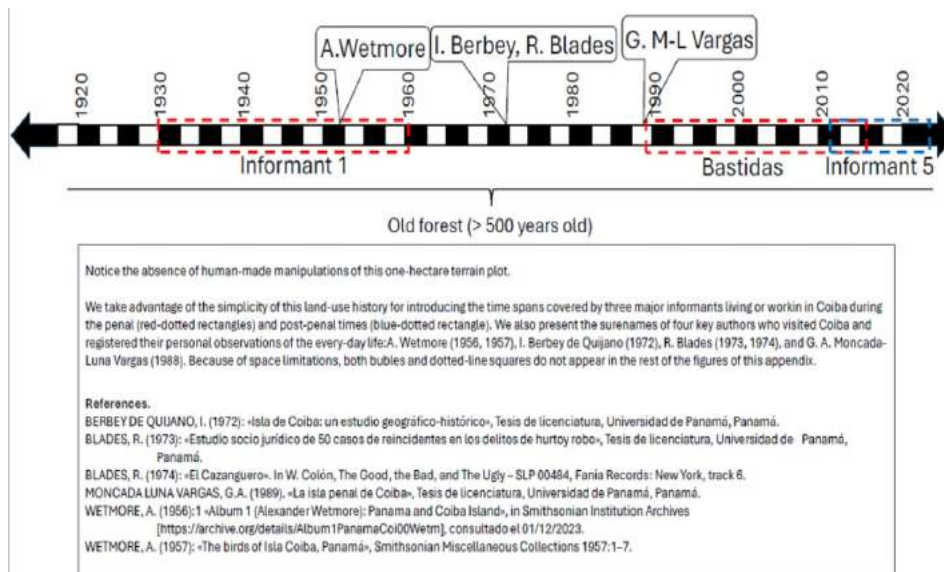 A.Wetmore
I. Berbey, R. Blades
G. M-L Vargas
1920
1930
1940
1950
1960
1970
1980
1990
2000
2010
2020
Informant 1
Bastidas
Informant 5
Old forest (> 500 years old)
Notice the absence of human-made manipulations of this one-hectare terrain plot.
We take advantage of the simplicity of this land-use history for introducing the time spans covered by three major informants living or workin in Coiba during
the penal (red-dotted rectangles) and post-penal times (blue-dotted rectangle). We also present the surenames of four key authors who visited Coiba and
registered their personal observations of the every-day life:A. Wetmore (1956, 1957), I. Berbey de Quijano (1972), R. Blades (1973, 1974), and G. A. Moncada-
Luna Vargas (1988). Because of space limitations, both bubles and dotted-line squares do not appear in the rest of the figures of this appendix.
References.
BERBEY DE QUIJANO, I. (1972): «Isla de Coiba: un estudio geográfico-histórico», Tesis de licenciatura, Universidad de Panamá, Panamá.
BLADES, R. (1973): «Estudio socio jurídico de 50 casos de reincidentes en los delitos de hurtoy robo», Tesis de licenciatura, Universidad de Panamá,
Panamá.
BLADES, R. (1974): «El Cazanguero». In W. Colón, The Good, the Bad, and The Ugly – SLP 00484, Fania Records: New York, track 6.
MONCADA LUNA VARGAS, G.A. (1989). «La isla penal de Coiba», Tesis de licenciatura, Universidad de Panamá, Panamá.
WETMORE, A. (1956):1 «Album 1 (Alexander Wetmore): Panama and Coiba Island», in Smithsonian Institution Archives
[https://archive.org/details/Album1PanamaCoi00Wetm], consultado el 01/12/2023.
WETMORE, A. (1957): «The birds of Isla Coiba, Panamá», Smithsonian Miscellaneous Collections 1957:1–7.